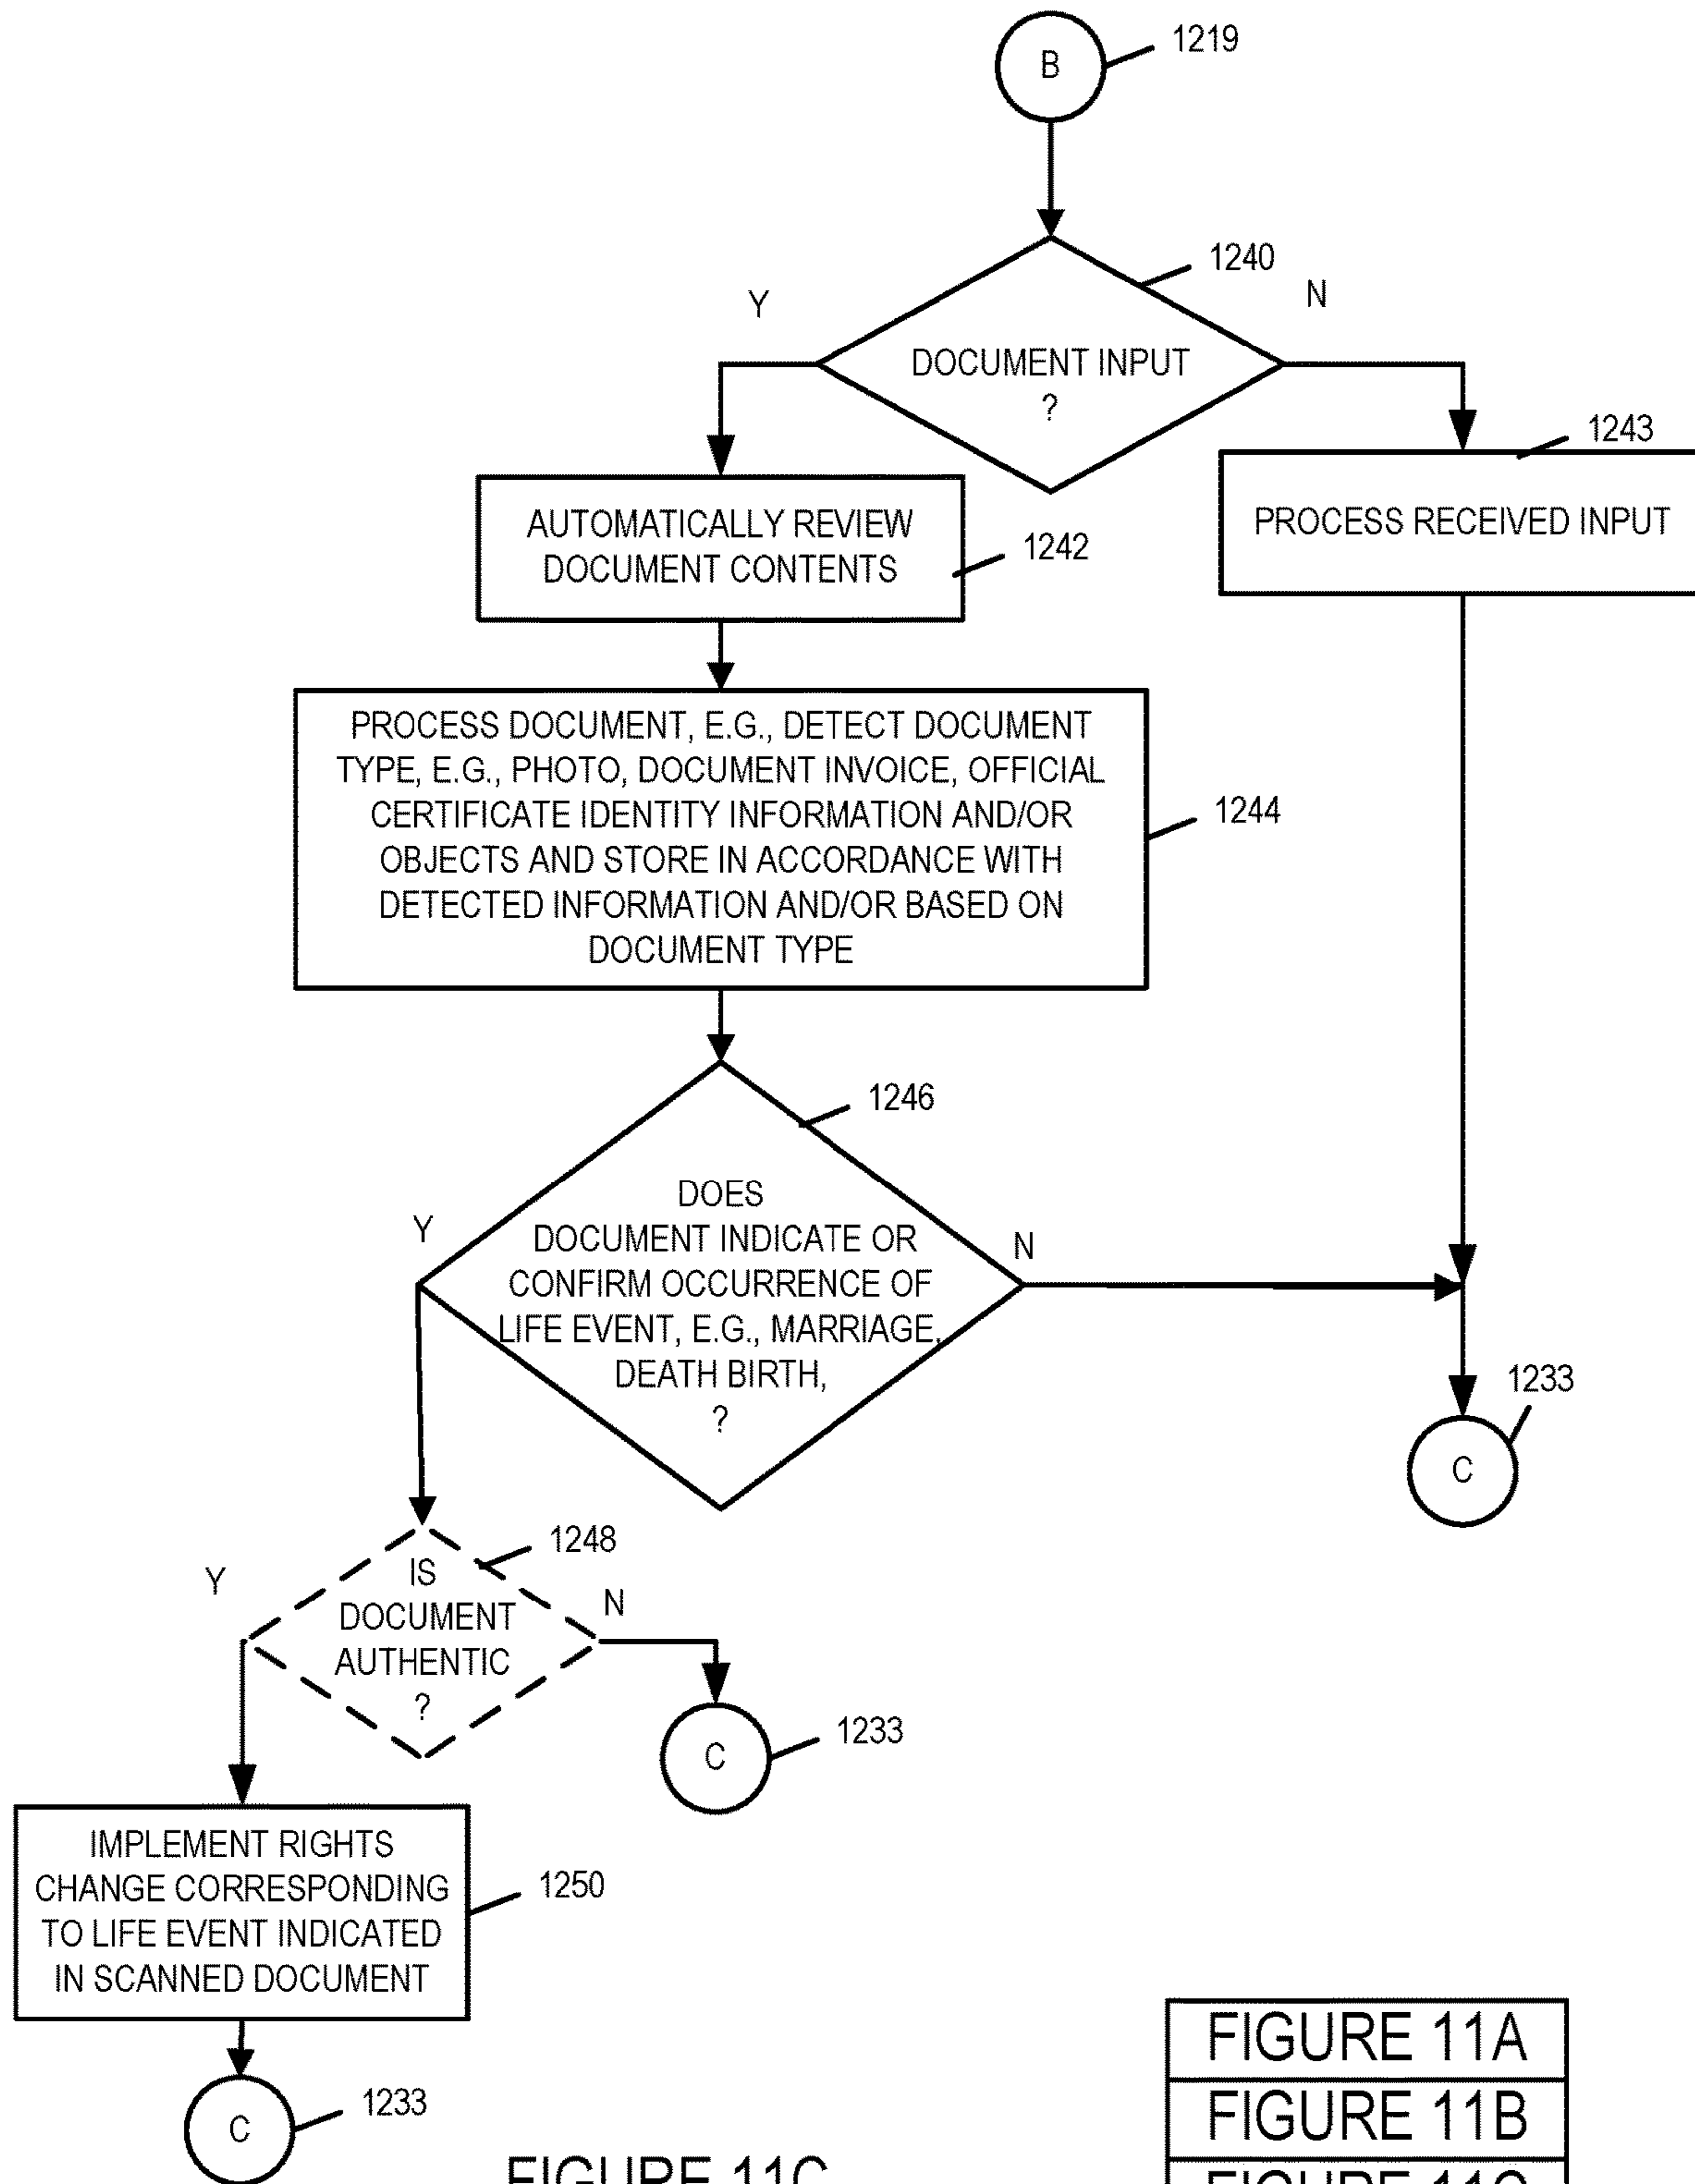 B
1219
1240
Y
N
DOCUMENT INPUT
?
1243
PROCESS RECEIVED INPUT
AUTOMATICALLY REVIEW
DOCUMENT CONTENTS
1242
PROCESS DOCUMENT, E.G., DETECT DOCUMENT
TYPE, E.G., PHOTO, DOCUMENT INVOICE, OFFICIAL
CERTIFICATE IDENTITY INFORMATION AND/OR
OBJECTS AND STORE IN ACCORDANCE WITH
DETECTED INFORMATION AND/OR BASED ON
DOCUMENT TYPE
1244
1246
Y
N
DOES
DOCUMENT INDICATE OR
CONFIRM OCCURRENCE OF
LIFE EVENT, E.G., MARRIAGE,
DEATH BIRTH,
?
1233
C
1248
Y
N
IS
DOCUMENT
AUTHENTIC
?
C
1233
IMPLEMENT RIGHTS
CHANGE CORRESPONDING
TO LIFE EVENT INDICATED
IN SCANNED DOCUMENT
1250
C
1233
FIGURE 11C
FIGURE 11A
FIGURE 11B
FIGURE 11C